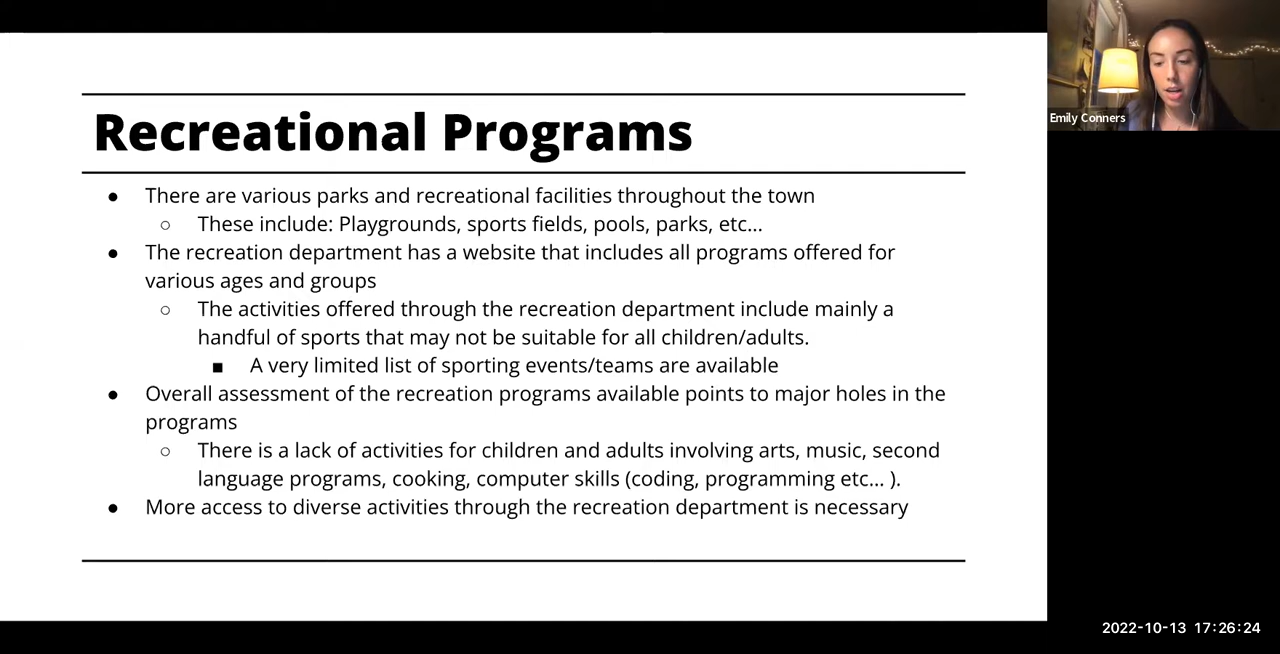 Recreational Programs
● There are various parks and recreational facilities throughout the town
○ These include: Playgrounds, sports fields, pools, parks, etc...
● The recreation department has a website that includes all programs offered for
various ages and groups
○ The activities offered through the recreation department include mainly a
handful of sports that may not be suitable for all children/adults.
■ A very limited list of sporting events/teams are available
● Overall assessment of the recreation programs available points to major holes in the
programs
○ There is a lack of activities for children and adults involving arts, music, second
language programs, cooking, computer skills (coding, programming etc... ).
● More access to diverse activities through the recreation department is necessary
Emily Conners
2022-10-13 17:26:24